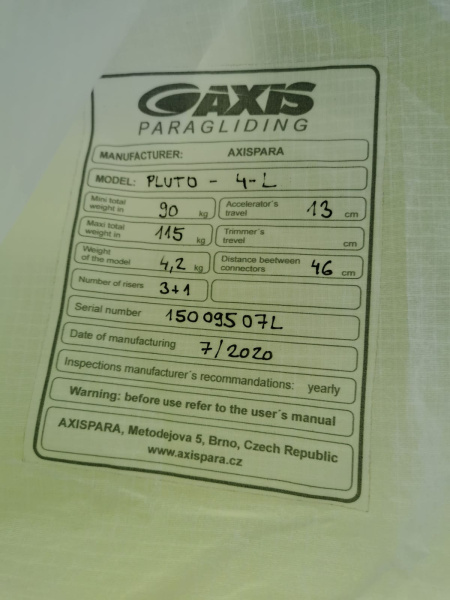 AXIS
PARAGLIDING
MANUFACTURER: AXISPARA
MODEL: PLUTO - 4-L
Mini total weight in 90 kg Accelerator´s travel 13 cm
Maxi total weight in 115 kg Trimmer´s trevel cm
Weight of the model 4,2 kg Distance beetween connectors 46 cm
Number of risers 3+1
Serial number 15009507L
Date of manufacturing 7/2020
Inspections manufacturer´s recommandations: yearly
Warning: before use refer to the user´s manual
AXISPARA, Metodejova 5, Brno, Czech Republic
www.axispara.cz